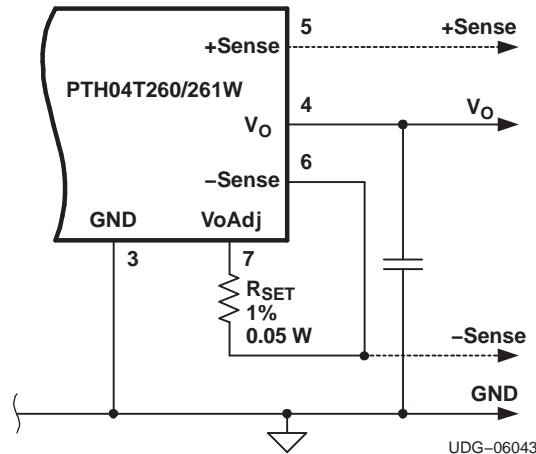 5
+Sense
+Sense
PTH04T260/261W
4
VO
VO
6
−Sense
GND
VoAdj
3
7
RSET
1%
0.05 W
−Sense
GND
UDG−06043